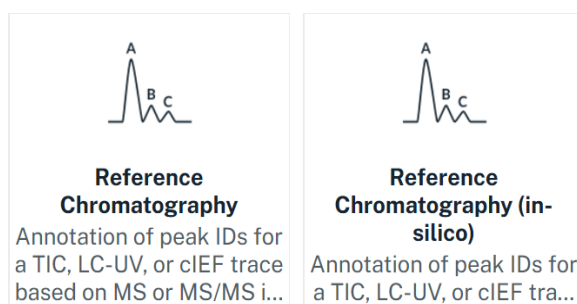 A
B
C
Reference
Chromatography
Annotation of peak IDs for
a TIC, LC-UV, or cIEF trace
based on MS or MS/MS i...
A
B
C
Reference
Chromatography (in-
silico)
Annotation of peak IDs for
a TIC, LC-UV, or cIEF tra...